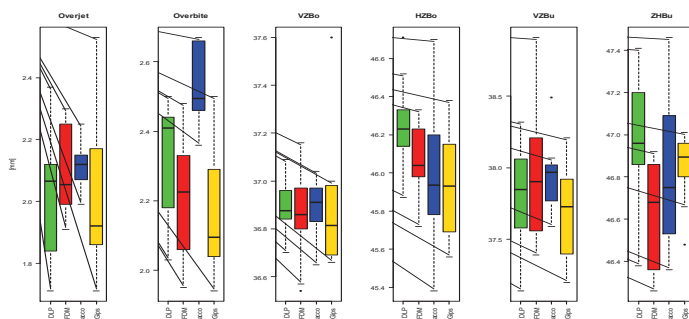 Overjet
Overbite
VZBo
HZBo
VZBu
ZHBu
[mm]
2.4
2.2
2.0
1.8
2.6
2.4
2.2
2.0
37.6
37.4
37.2
37.0
36.8
36.6
46.6
46.4
46.2
46.0
45.8
45.6
45.4
38.5
38.0
37.5
47.4
47.2
47.0
46.8
46.6
46.4
DLP
FDM
acco
Gips
DLP
FDM
acco
Gips
DLP
FDM
acco
Gips
DLP
FDM
acco
Gips
DLP
FDM
acco
Gips
DLP
FDM
acco
Gips